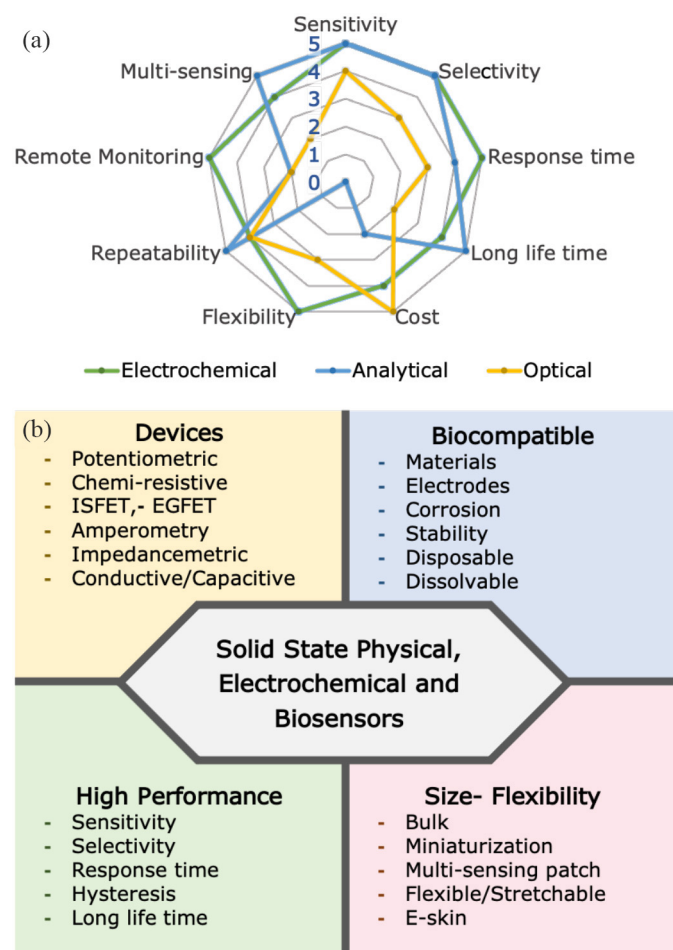 (a)
Sensitivity
5
4
3
2
1
0
Multi-sensing
Selectivity
Remote Monitoring
Response time
Repeatability
Long life time
Flexibility
Cost
Electrochemical
Analytical
Optical
(b)
Devices
- Potentiometric
- Chemi-resistive
- ISFET,- EGFET
- Amperometry
- Impedancemetric
- Conductive/Capacitive
Biocompatible
- Materials
- Electrodes
- Corrosion
- Stability
- Disposable
- Dissolvable
Solid State Physical,
Electrochemical and
Biosensors
High Performance
- Sensitivity
- Selectivity
- Response time
- Hysteresis
- Long life time
Size- Flexibility
- Bulk
- Miniaturization
- Multi-sensing patch
- Flexible/Stretchable
- E-skin